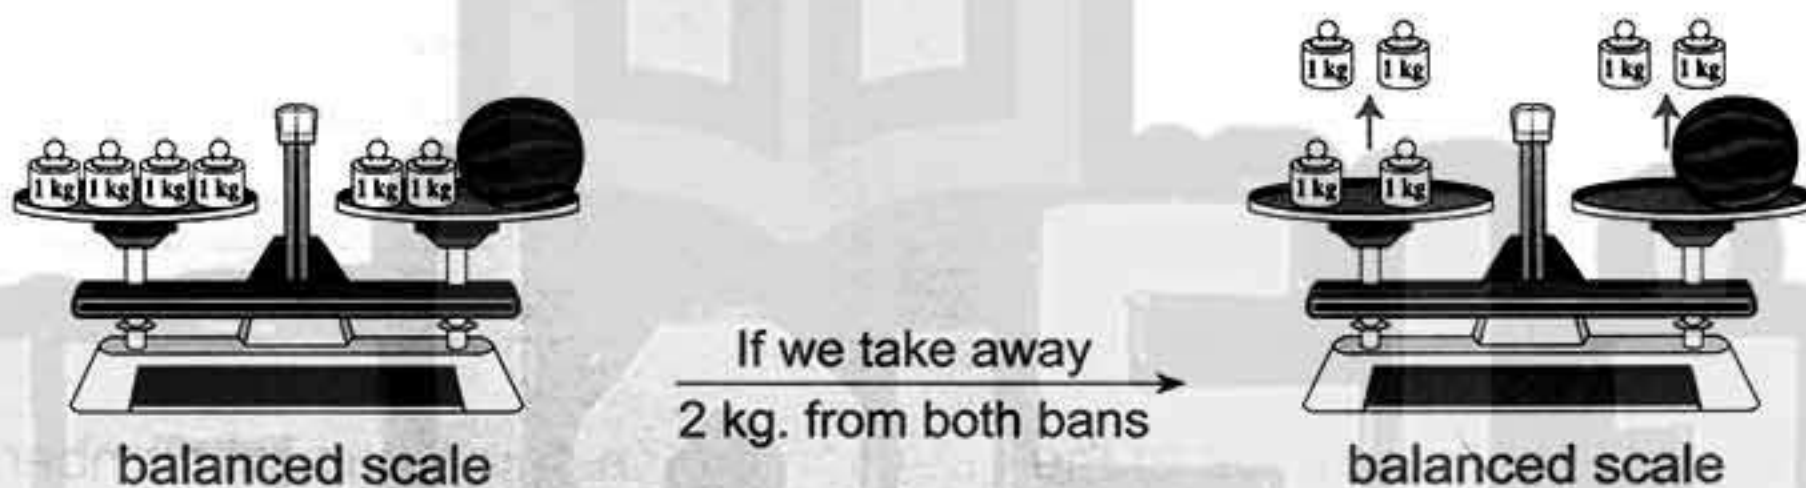 1 kg 1 kg 1 kg 1 kg
1 kg 1 kg
balanced scale
If we take away
2 kg. from both bans
1 kg 1 kg
1 kg 1 kg
1 kg 1 kg
balanced scale